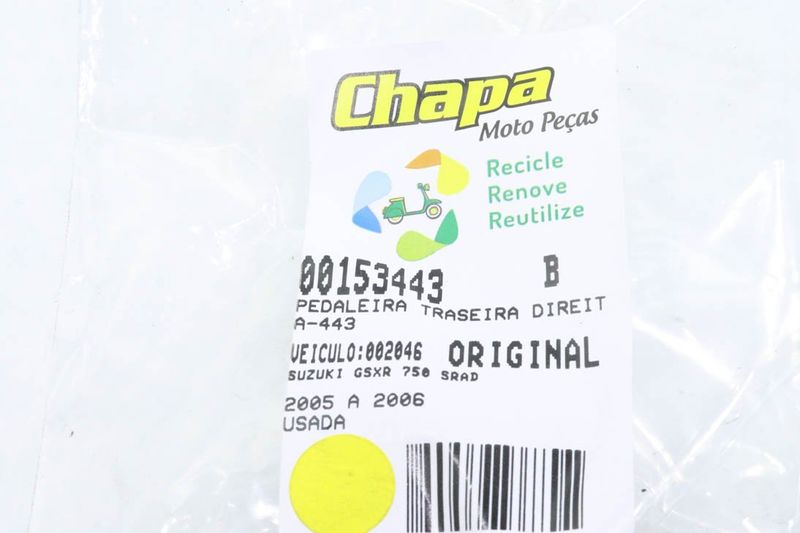 Chapa
Moto Peças
Recicle
Renove
Reutilize
00153443 B
PEDALEIRA TRASEIRA DIREIT
A-443
VEICULO:002046 ORIGINAL
SUZUKI GSXR 750 SRAD
2005 A 2006
USADA